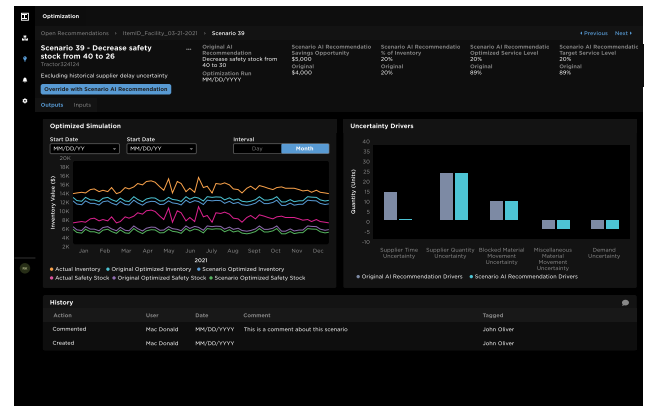 Optimization
Open Recommendations › ItemID_Facility_03-21-2021 › Scenario 39
Previous Next
Scenario 39 - Decrease safety stock from 40 to 26
...
Tractor324124
Excluding historical supplier delay uncertainty
Override with Scenario AI Recommendation
Original AI Recommendation
Decrease safety stock from 40 to 30
Optimization Run
MM/DD/YYYY
Scenario AI Recommendatio
Savings Opportunity
$5,000
Original
$4,000
Scenario AI Recommendatio
% of Inventory
20%
Original
20%
Scenario AI Recommendatic
Optimized Service Level
20%
Original
89%
Scenario AI Recommendatic
Target Service Level
20%
Original
89%
Outputs Inputs
Optimized Simulation
Start Date
MM/DD/YY
Start Date
MM/DD/YY
Interval
Day Month
Inventory Value ($)
20K
18K
16K
14K
12K
10K
8K
6K
4K
2K
Jan Feb Mar Apr May Jun July Aug Sept Oct Nov Dec
2021
Actual Inventory Original Optimized Inventory Scenario Optimized Inventory
Actual Safety Stock Original Optimized Safety Stock Scenario Optimized Safety Stock
Uncertainty Drivers
Quantity (Units)
40
35
30
25
20
15
10
5
0
-5
-10
Supplier Time Uncertainty
Supplier Quantity Uncertainty
Blocked Material Movement Uncertainty
Miscellaneous Material Movement Uncertainty
Demand Uncertainty
Original AI Recommendation Drivers Scenario AI Recommendation Drivers
History
Action User Date Comment Tagged
Commented Mac Donald MM/DD/YYYY This is a comment about this scenario John Oliver
Created Mac Donald MM/DD/YYYY John Oliver